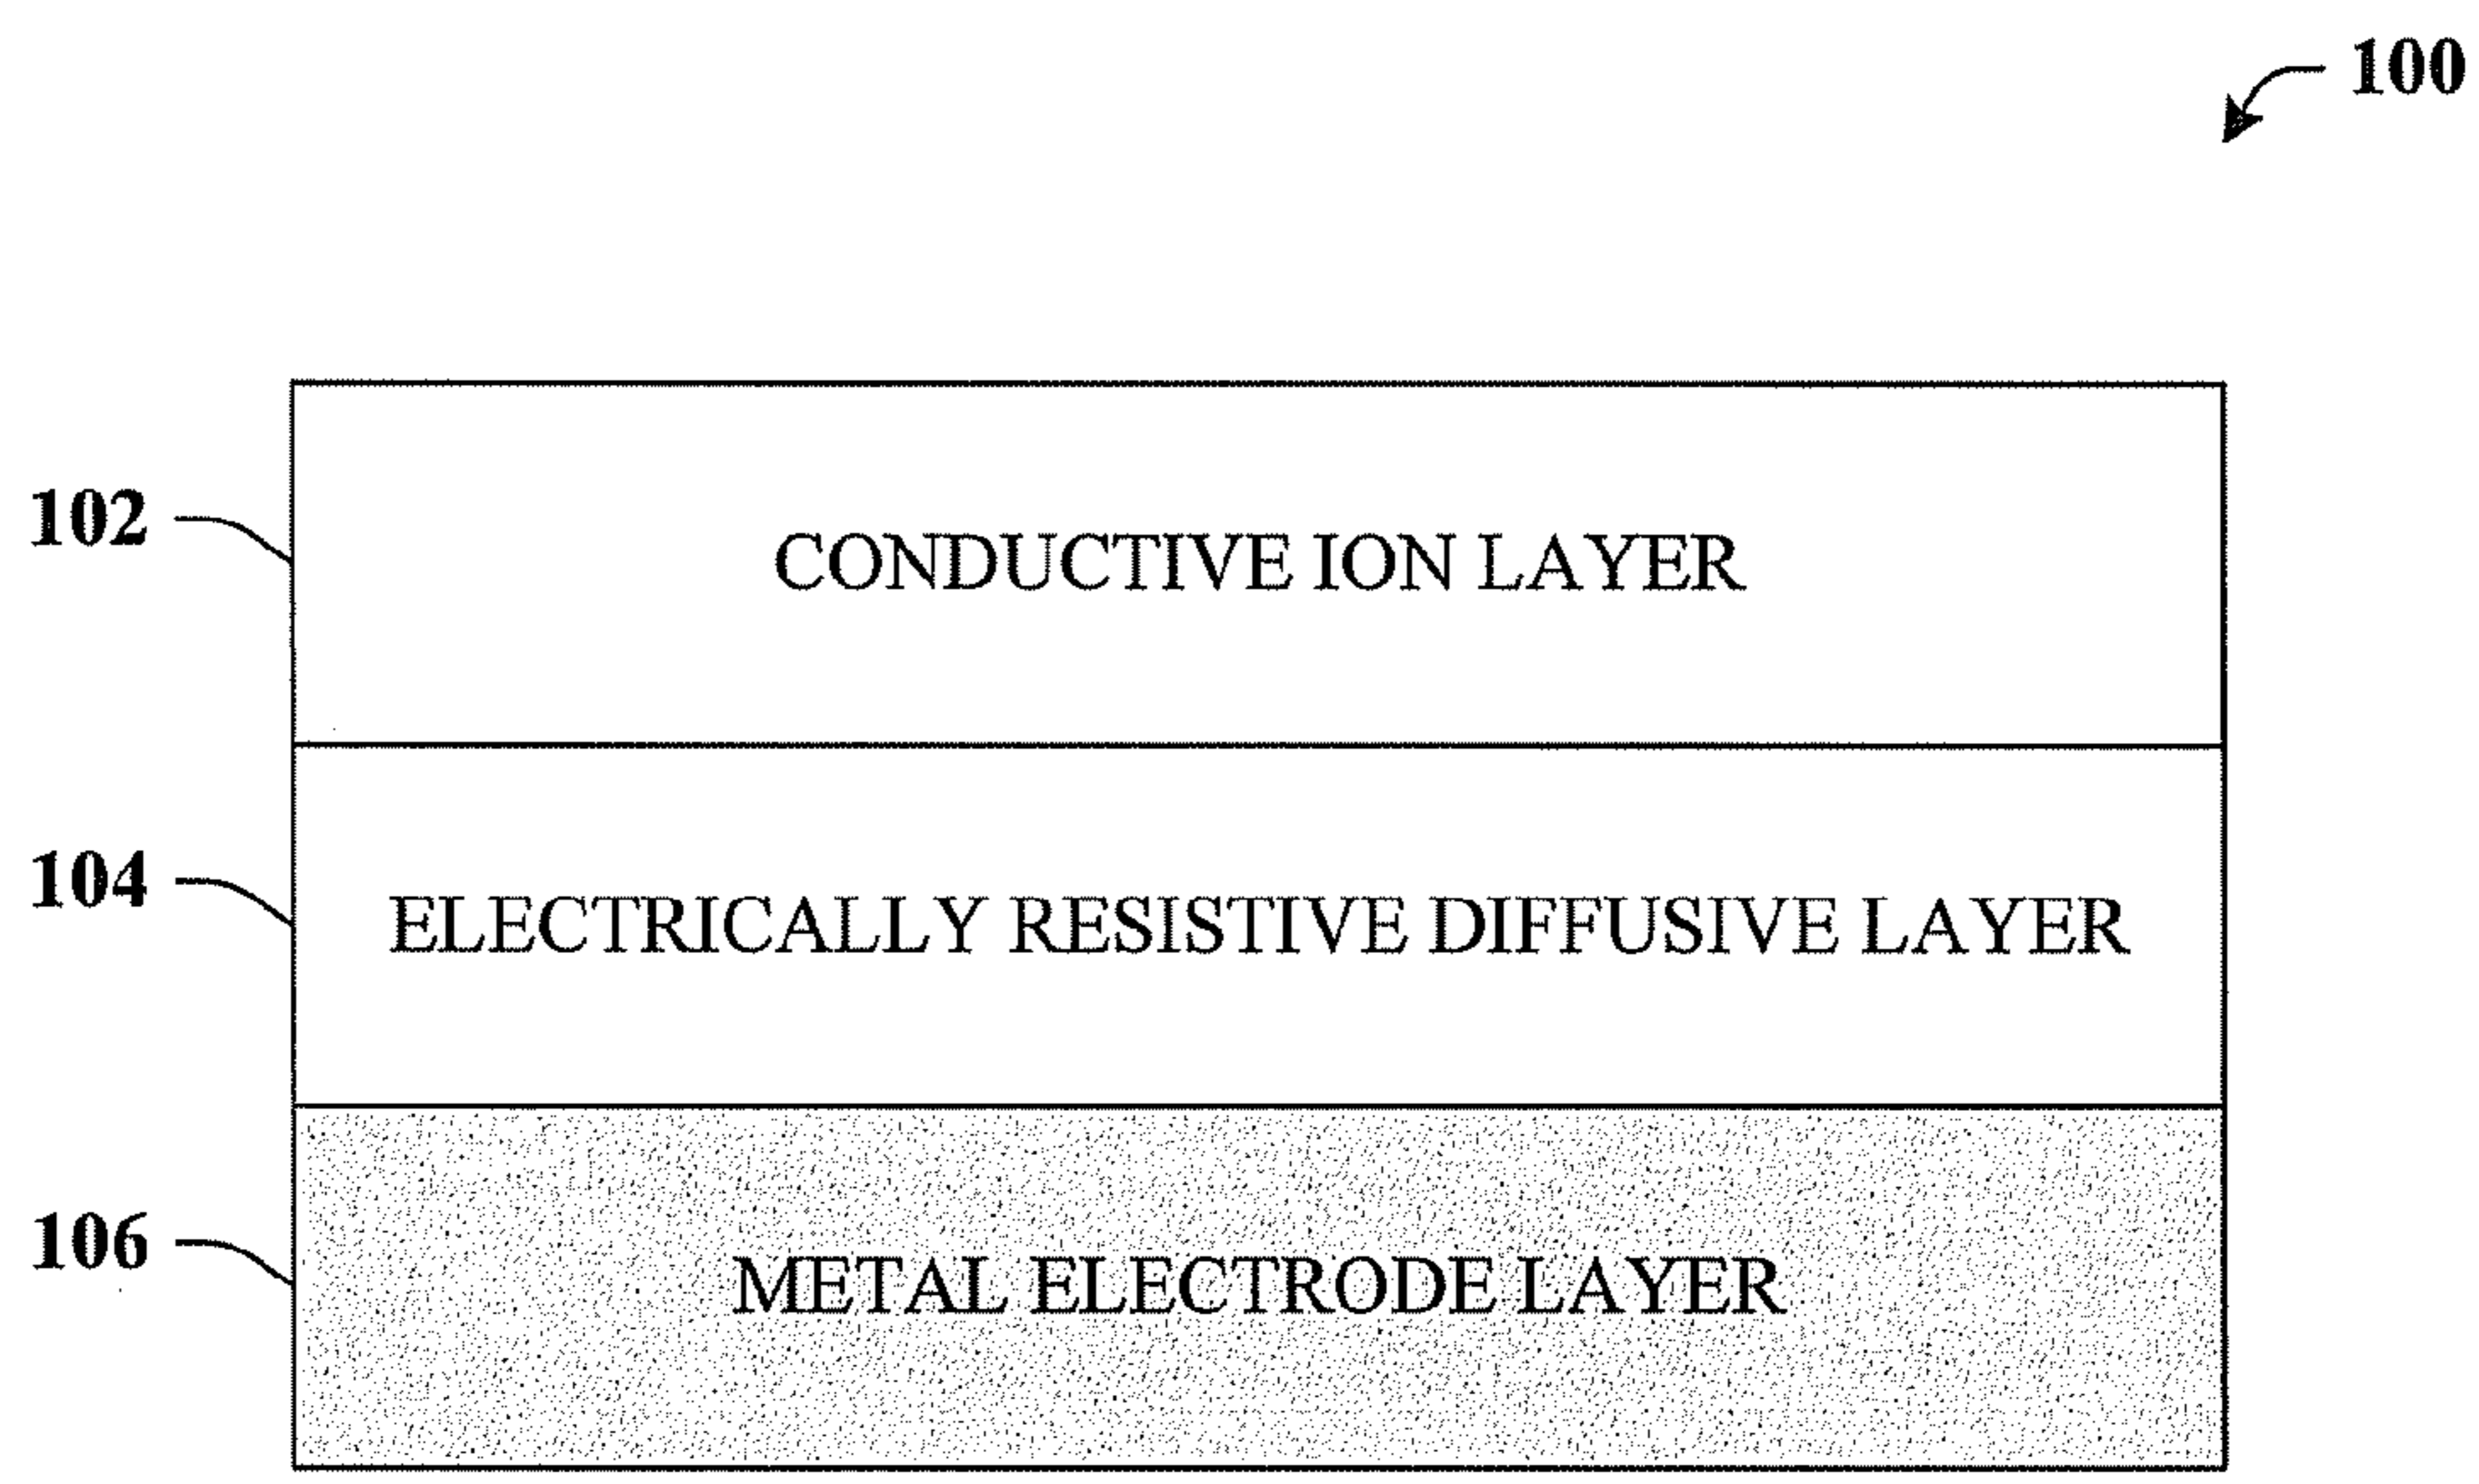 100
102
CONDUCTIVE ION LAYER
104
ELECTRICALLY RESISTIVE DIFFUSIVE LAYER
106
METAL ELECTRODE LAYER